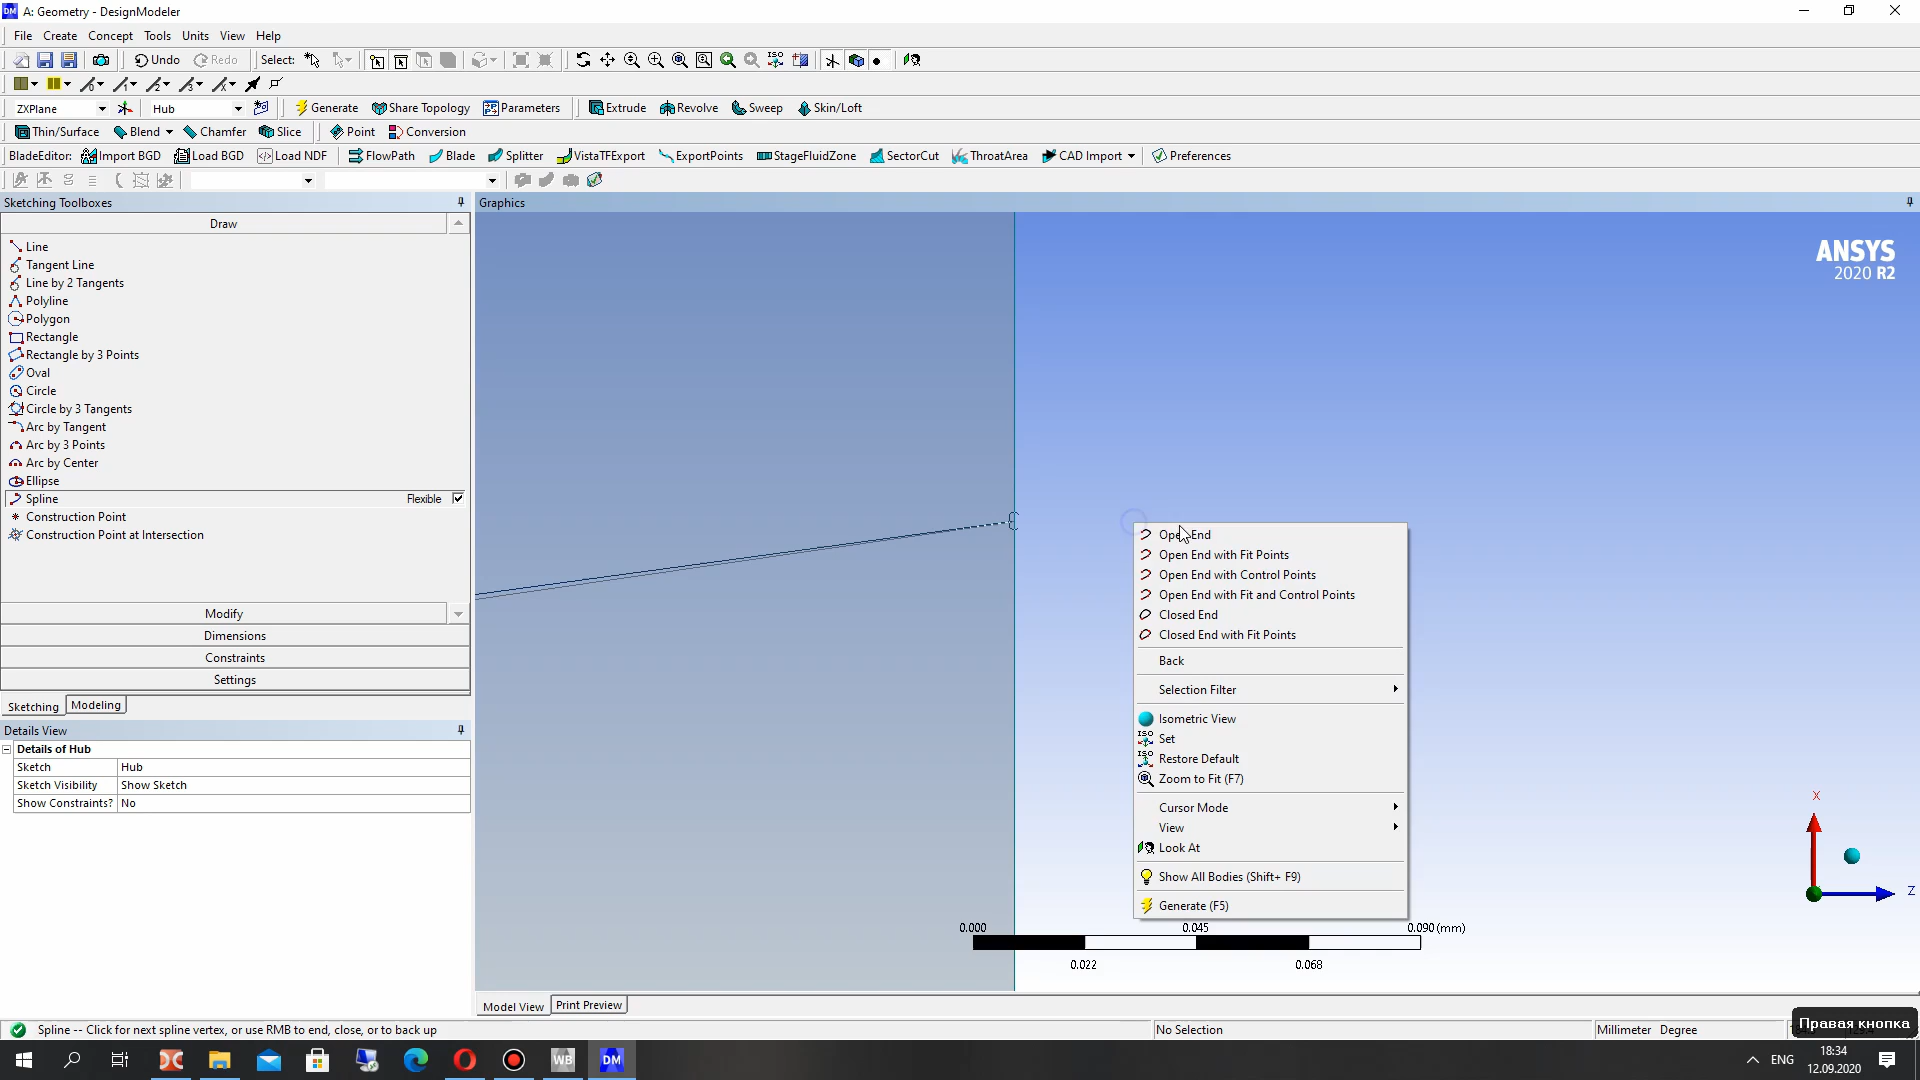 A: Geometry - DesignModeler
File Create Concept Tools Units View Help
Undo Redo Select:
ZXPlane Hub Generate Share Topology Parameters Extrude Revolve Sweep Skin/Loft
Thin/Surface Blend Chamfer Slice Point Conversion
BladeEditor: Import BGD Load BGD Load NDF FlowPath Blade Splitter VistaTFExport ExportPoints StageFluidZone SectorCut ThroatArea CAD Import Preferences
Sketching Toolboxes
Draw
Line
Tangent Line
Line by 2 Tangents
Polyline
Polygon
Rectangle
Rectangle by 3 Points
Oval
Circle
Circle by 3 Tangents
Arc by Tangent
Arc by 3 Points
Arc by Center
Ellipse
Spline Flexible
Construction Point
Construction Point at Intersection
Modify
Dimensions
Constraints
Settings
Sketching Modeling
Details View
Details of Hub
Sketch Hub
Sketch Visibility Show Sketch
Show Constraints? No
Graphics
ANSYS
2020 R2
Open End
Open End with Fit Points
Open End with Control Points
Open End with Fit and Control Points
Closed End
Closed End with Fit Points
Back
Selection Filter
Isometric View
ISO Set
ISO Restore Default
Zoom to Fit (F7)
Cursor Mode
View
Look At
Show All Bodies (Shift+ F9)
Generate (F5)
0.000 0.045 0.090 (mm)
0.022 0.068
X
Z
Model View Print Preview
Spline -- Click for next spline vertex, or use RMB to end, close, or to back up
No Selection
Millimeter Degree
Правая кнопка
WB DM
ENG
18:34
12.09.2020